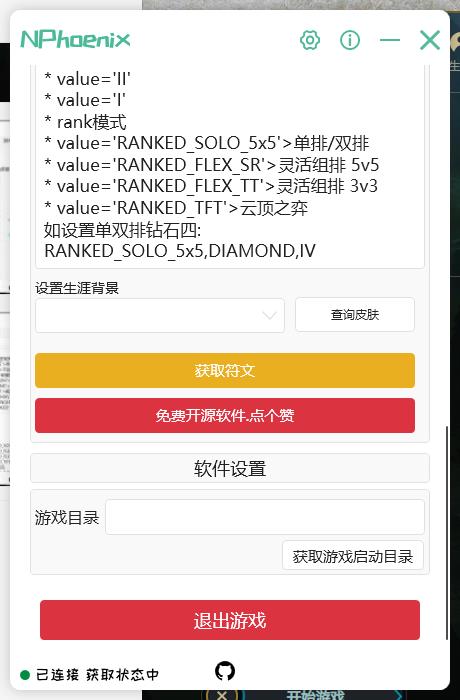 NPhoenix
* value='II'
* value='I'
* rank模式
* value='RANKED_SOLO_5x5'>单排/双排
* value='RANKED_FLEX_SR'>灵活组排 5v5
* value='RANKED_FLEX_TT'>灵活组排 3v3
* value='RANKED_TFT'>云顶之弈
如设置单双排钻石四:
RANKED_SOLO_5x5,DIAMOND,IV
设置生涯背景
查询皮肤
获取符文
免费开源软件.点个赞
软件设置
游戏目录
获取游戏启动目录
退出游戏
已连接 获取状态中
开始游戏